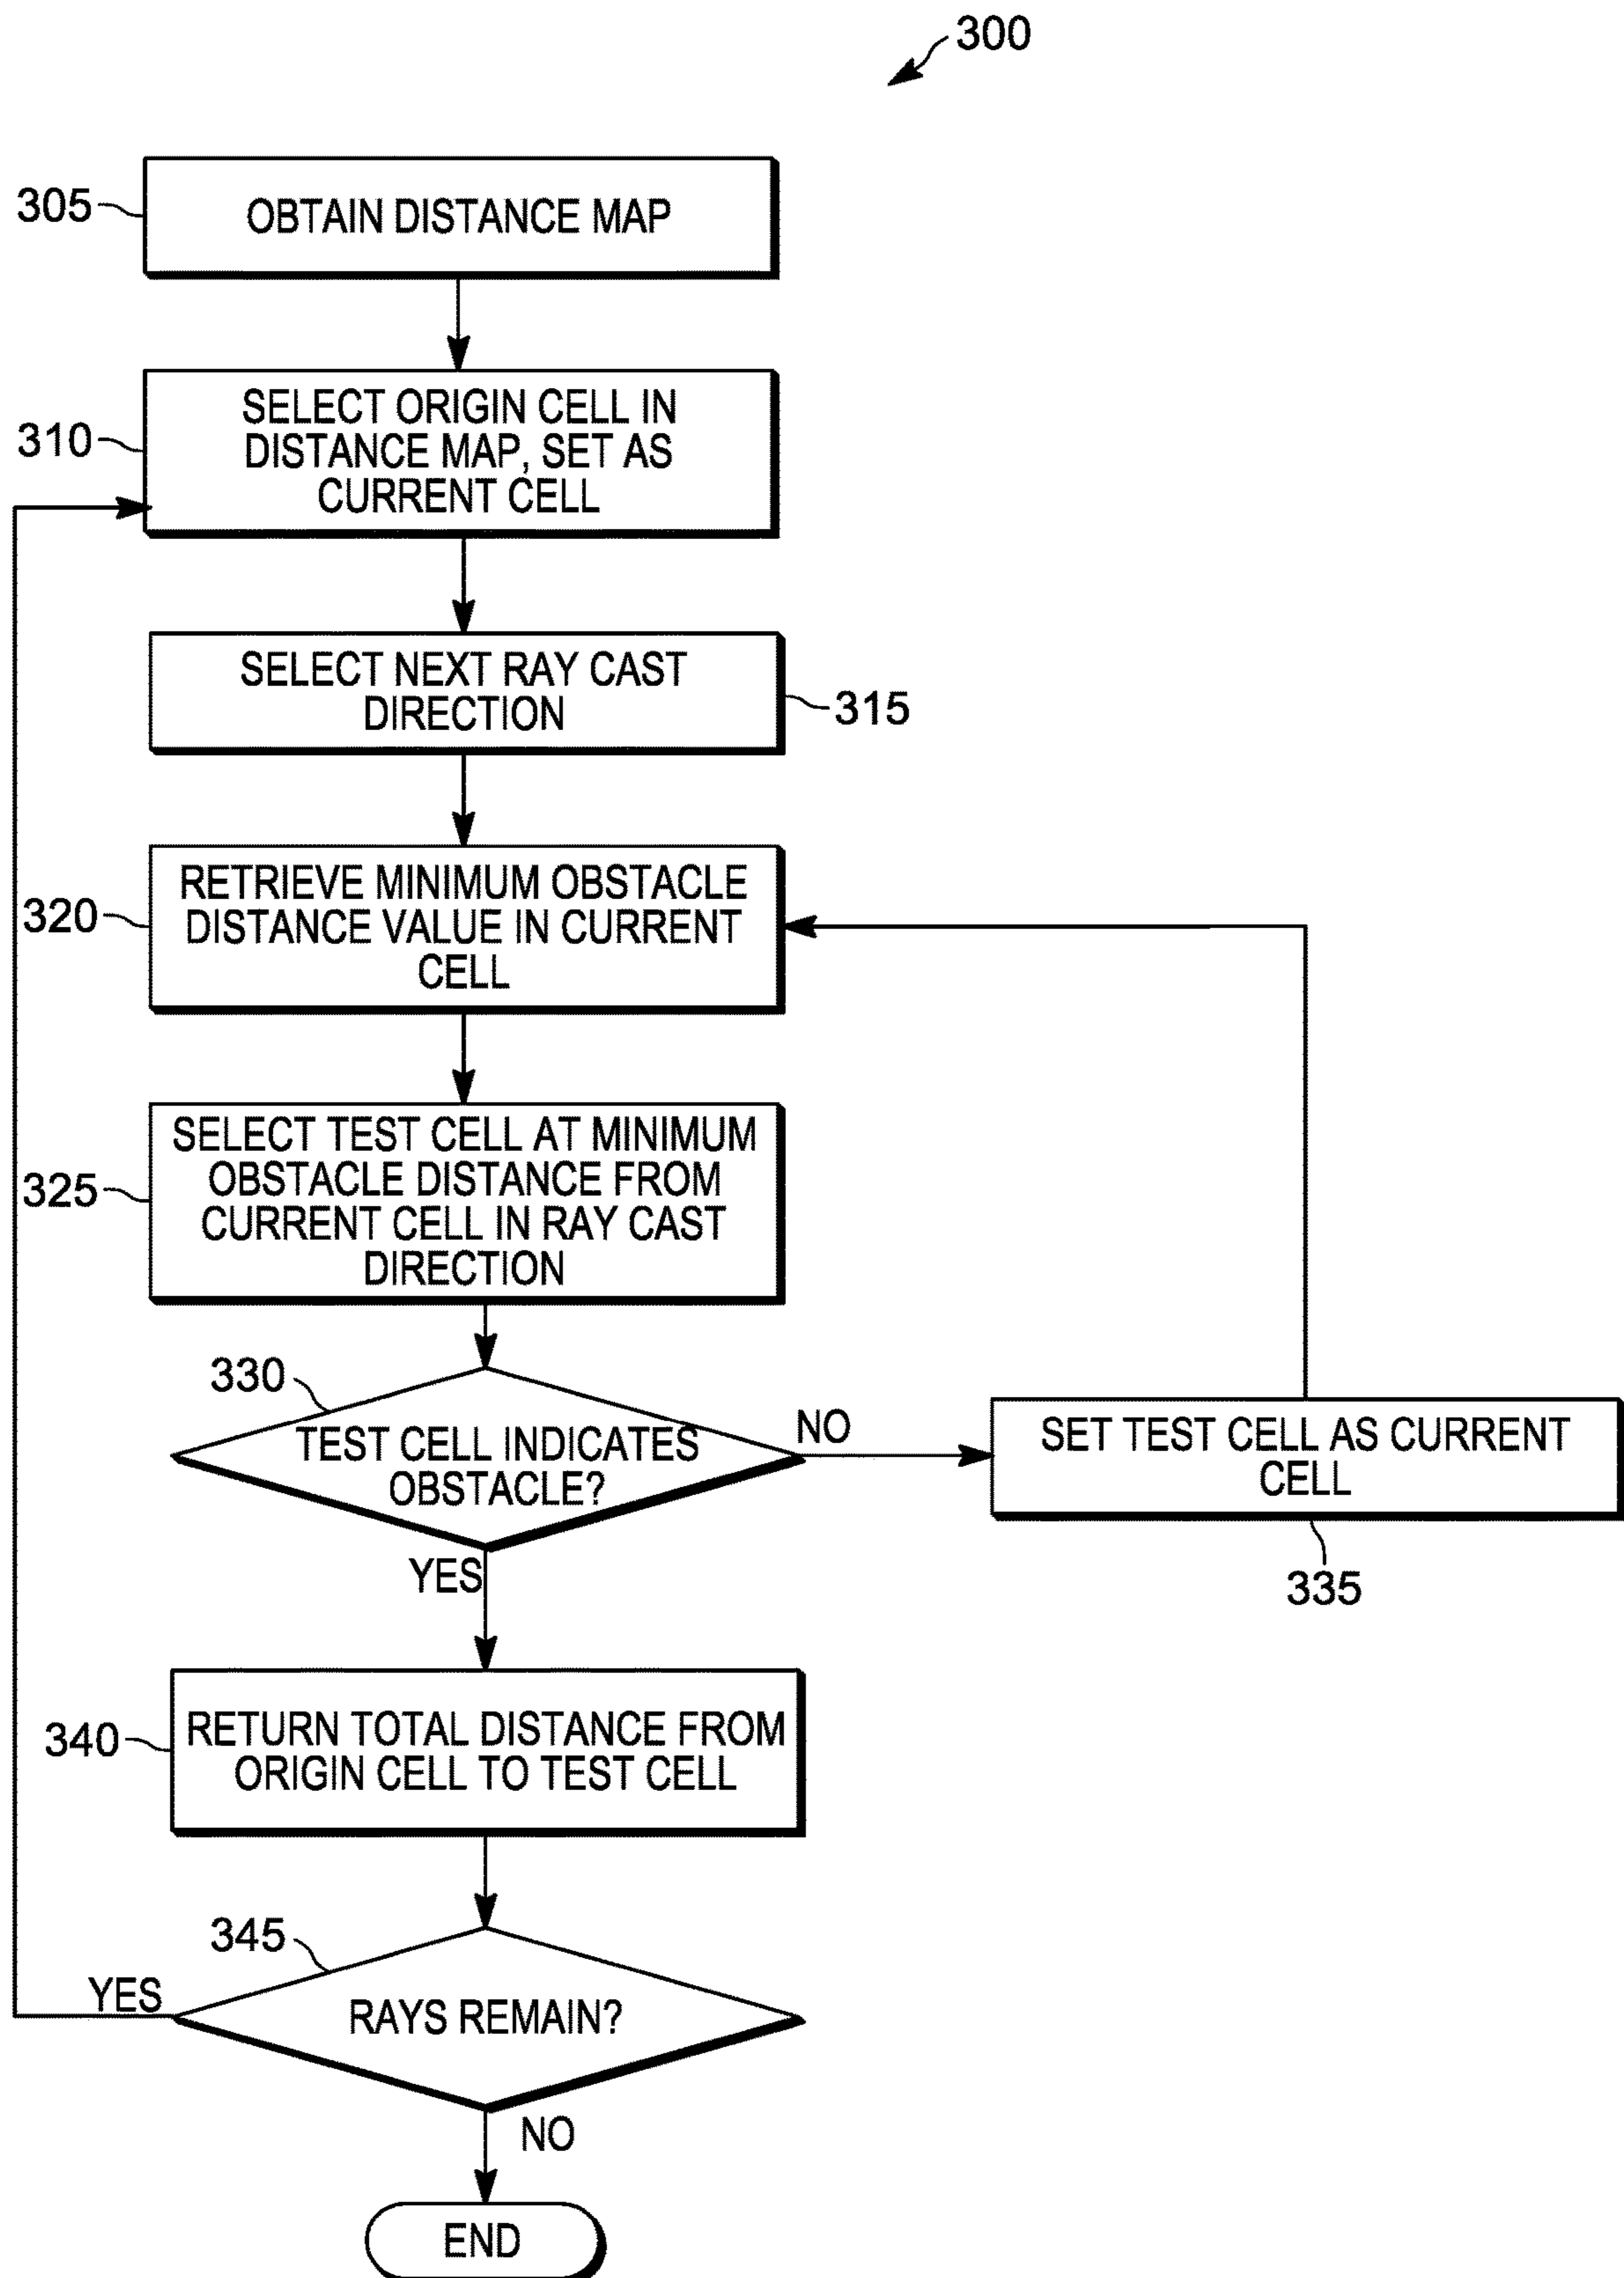 300
305
OBTAIN DISTANCE MAP
310
SELECT ORIGIN CELL IN
DISTANCE MAP, SET AS
CURRENT CELL
SELECT NEXT RAY CAST
DIRECTION
315
320
RETRIEVE MINIMUM OBSTACLE
DISTANCE VALUE IN CURRENT
CELL
325
SELECT TEST CELL AT MINIMUM
OBSTACLE DISTANCE FROM
CURRENT CELL IN RAY CAST
DIRECTION
330
TEST CELL INDICATES
OBSTACLE?
NO
SET TEST CELL AS CURRENT
CELL
335
YES
340
RETURN TOTAL DISTANCE FROM
ORIGIN CELL TO TEST CELL
345
YES
RAYS REMAIN?
NO
END